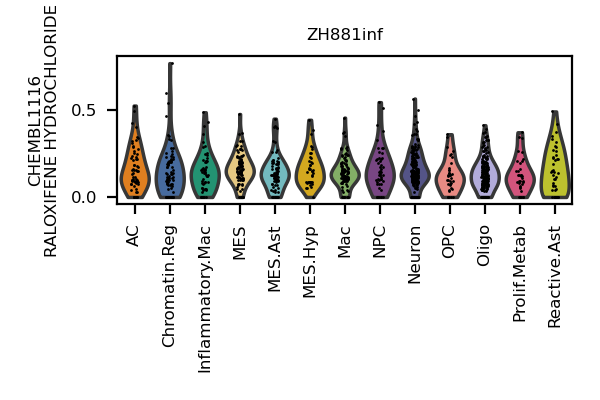 ZH881inf
CHEMBL1116
RALOXIFENE HYDROCHLORIDE
0.5
0.0
AC
Chromatin.Reg
Inflammatory.Mac
MES
MES.Ast
MES.Hyp
Mac
NPC
Neuron
OPC
Oligo
Prolif.Metab
Reactive.Ast